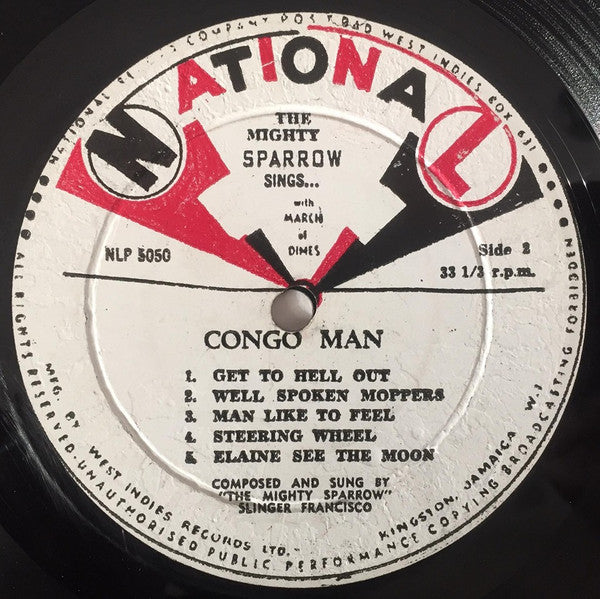 NATIONAL COMPANY WEST INDIES BOX 631
NATIONAL
THE
MIGHTY
SPARROW
SINGS...
with
MARCH
of
DIMES
NLP 5050
Side 2
33 1/3 r.p.m.
CONGO MAN
1. GET TO HELL OUT
2. WELL SPOKEN MOPPERS
3. MAN LIKE TO FEEL
4. STEERING WHEEL
5. ELAINE SEE THE MOON
COMPOSED AND SUNG BY
"THE MIGHTY SPARROW"
SLINGER FRANCISCO
MFG. BY WEST INDIES RECORDS LTD.- KINGSTON, JAMAICA W.I
ALL RIGHTS RESERVED-UNAUTHORISED PUBLIC PERFORMANCE COPYING BROADCASTING FORBIDDEN